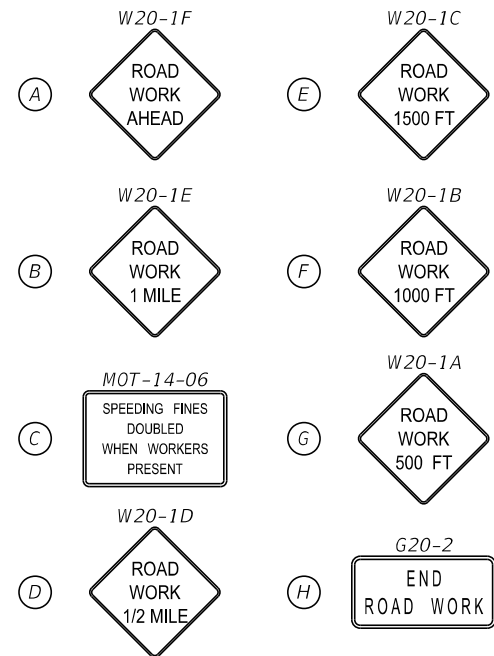 W20-1F
A
ROAD
WORK
AHEAD
W20-1E
B
ROAD
WORK
1 MILE
MOT-14-06
C
SPEEDING FINES
DOUBLED
WHEN WORKERS
PRESENT
W20-1D
D
ROAD
WORK
1/2 MILE
W20-1C
E
ROAD
WORK
1500 FT
W20-1B
F
ROAD
WORK
1000 FT
W20-1A
G
ROAD
WORK
500 FT
G20-2
H
END
ROAD WORK